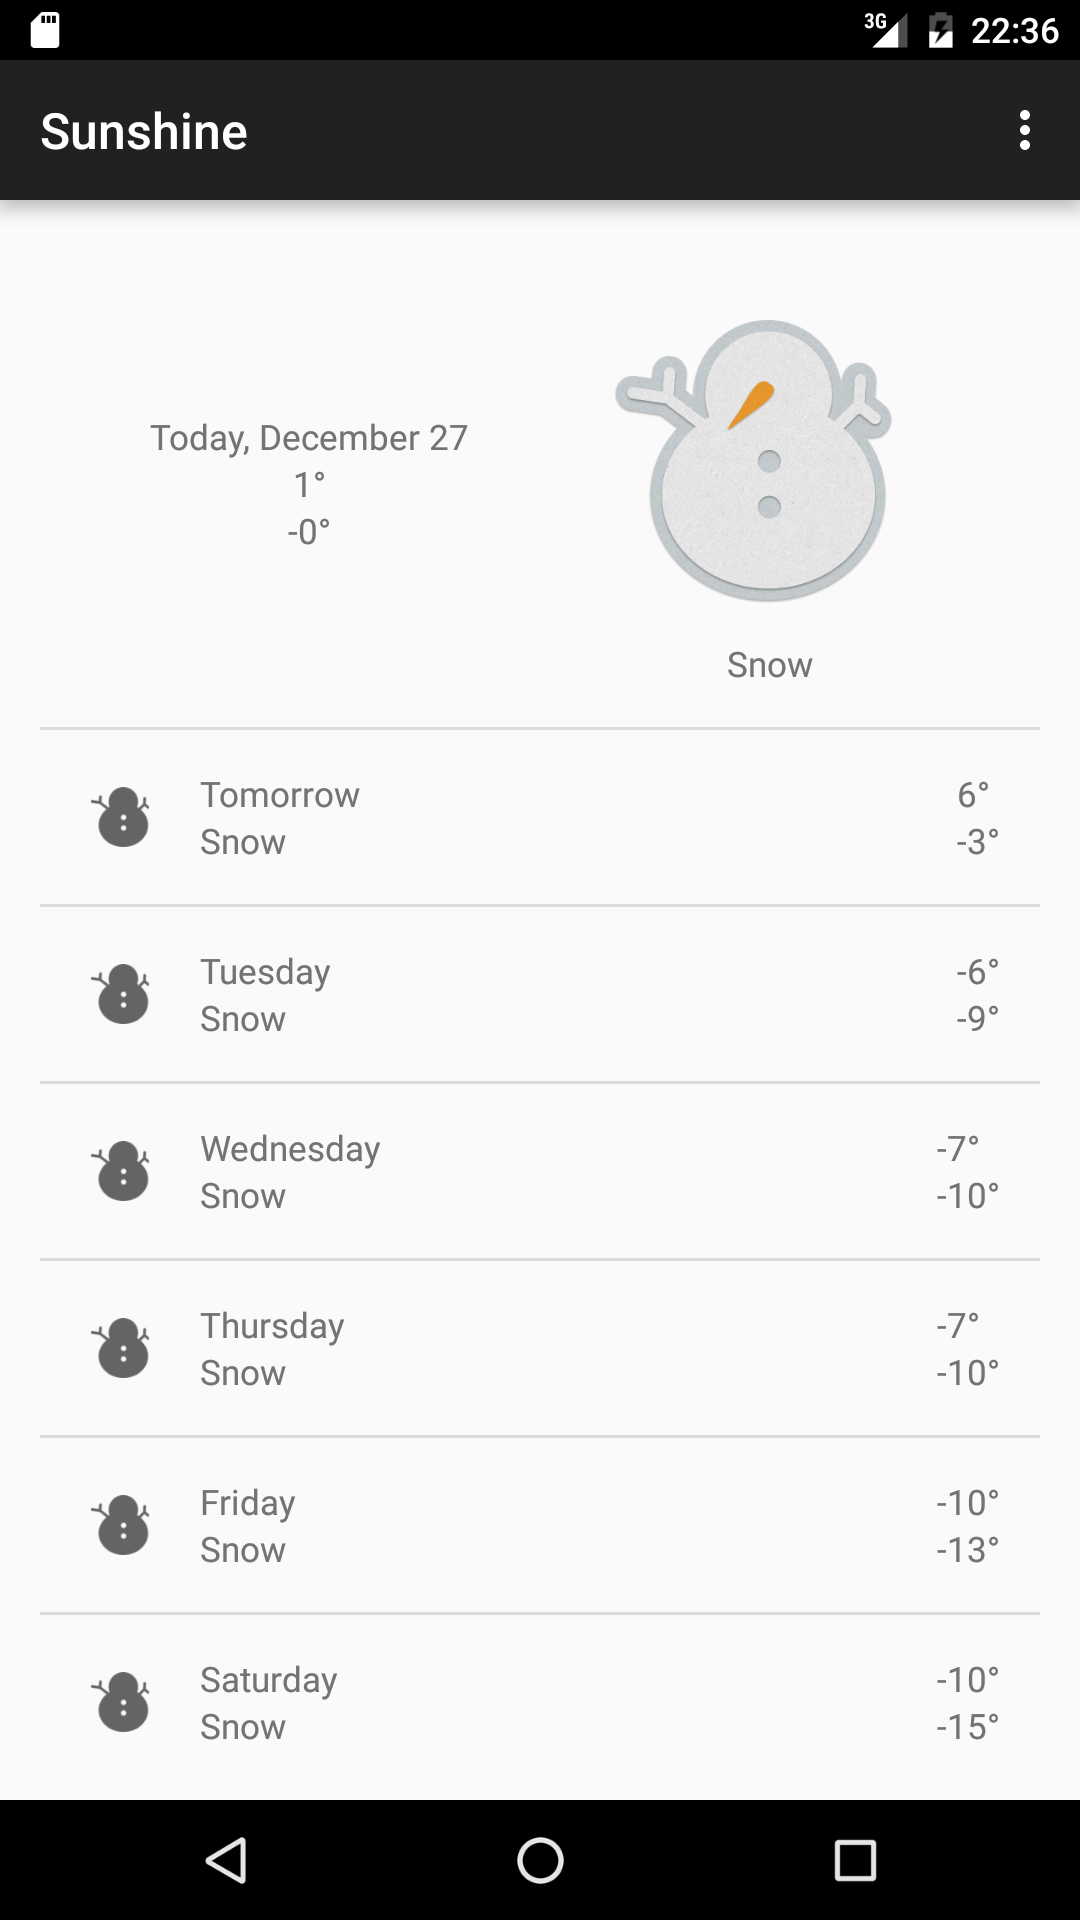 3G 22:36
Sunshine
Today, December 27
1°
-0°
Snow
Tomorrow 6°
Snow -3°
Tuesday -6°
Snow -9°
Wednesday -7°
Snow -10°
Thursday -7°
Snow -10°
Friday -10°
Snow -13°
Saturday -10°
Snow -15°